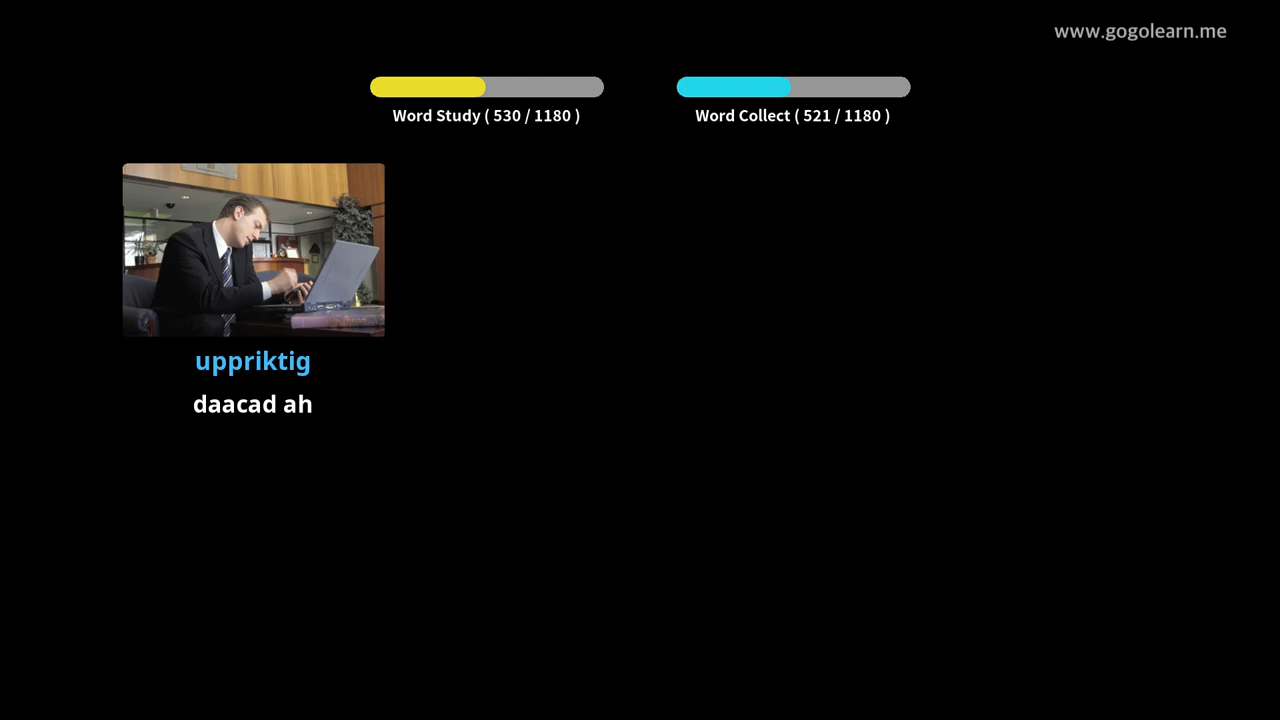 www.gogolearn.me
Word Study ( 530 / 1180 )
Word Collect ( 521 / 1180 )
uppriktig
daacad ah